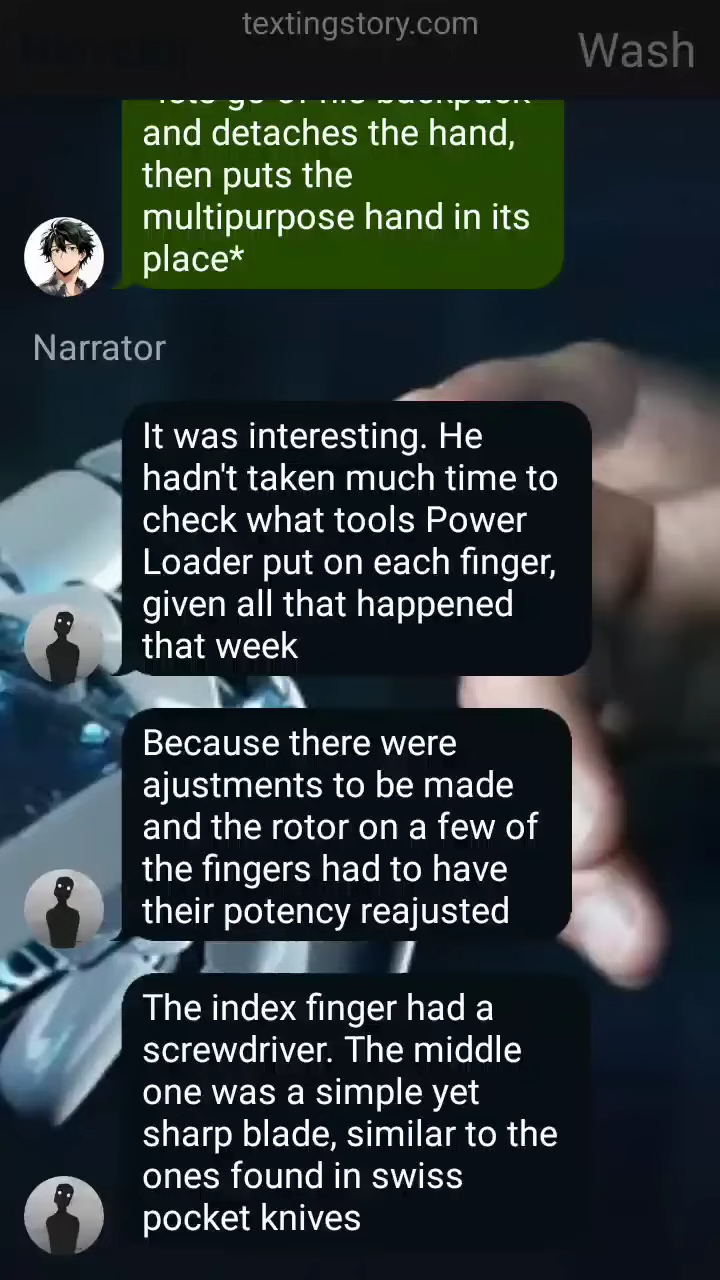 textingstory.com
Wash
and detaches the hand,
then puts the
multipurpose hand in its
place*
Narrator
It was interesting. He
hadn't taken much time to
check what tools Power
Loader put on each finger,
given all that happened
that week
Because there were
ajustments to be made
and the rotor on a few of
the fingers had to have
their potency reajusted
The index finger had a
screwdriver. The middle
one was a simple yet
sharp blade, similar to the
ones found in swiss
pocket knives